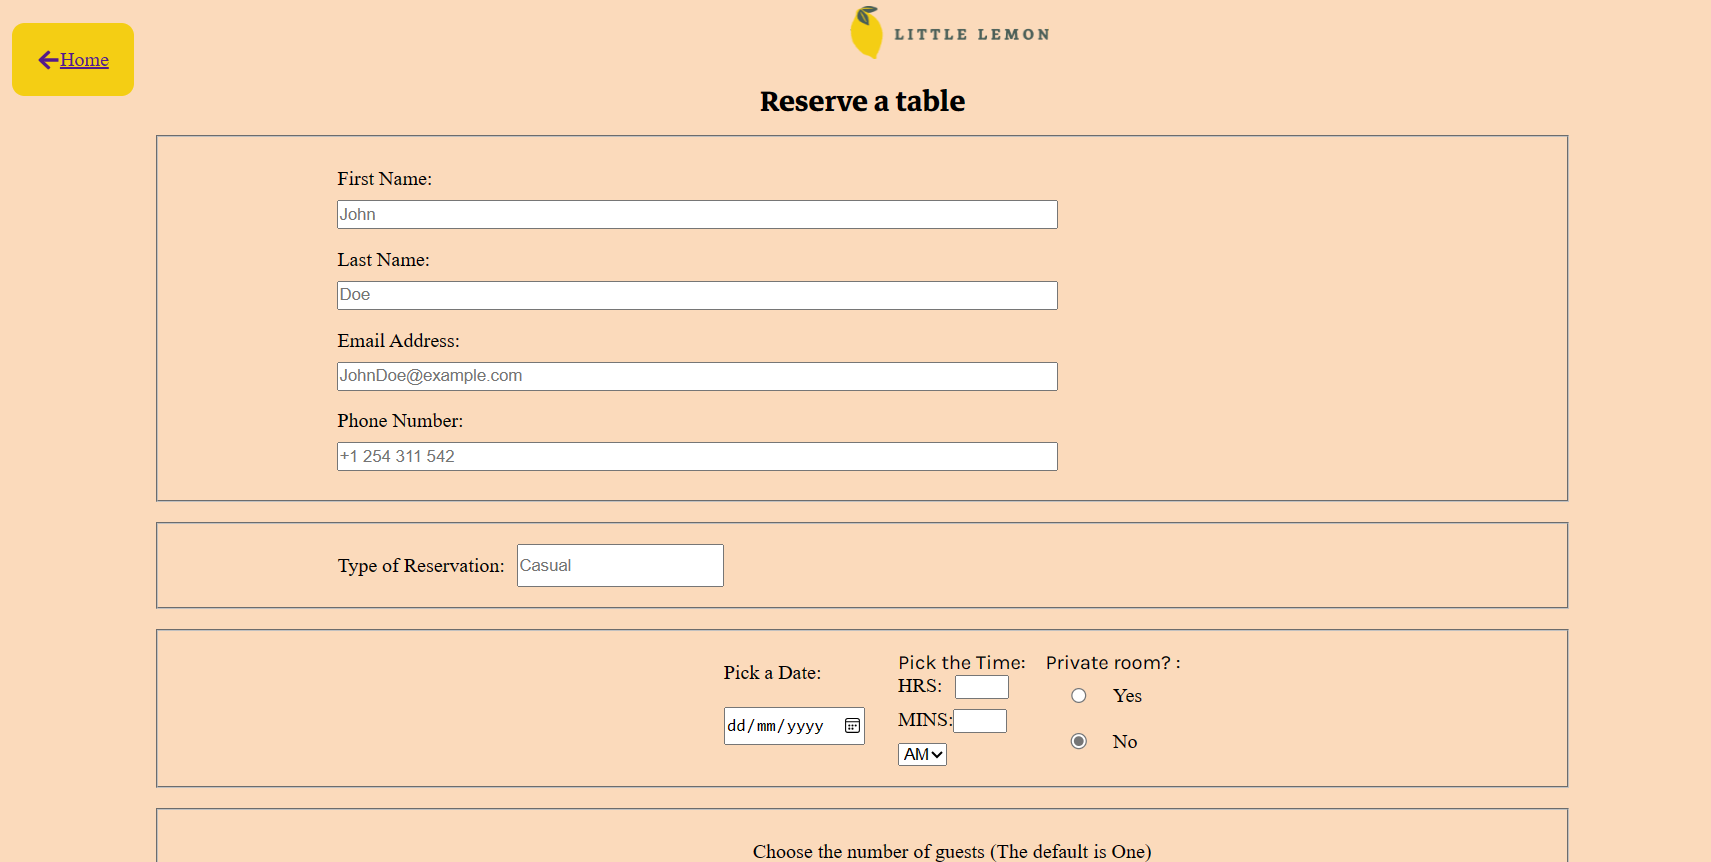 Home
LITTLE LEMON
Reserve a table
First Name:
John
Last Name:
Doe
Email Address:
JohnDoe@example.com
Phone Number:
+1 254 311 542
Type of Reservation: Casual
Pick a Date:
dd/mm/yyyy
Pick the Time:
HRS:
MINS:
AM
Private room? :
Yes
No
Choose the number of guests (The default is One)